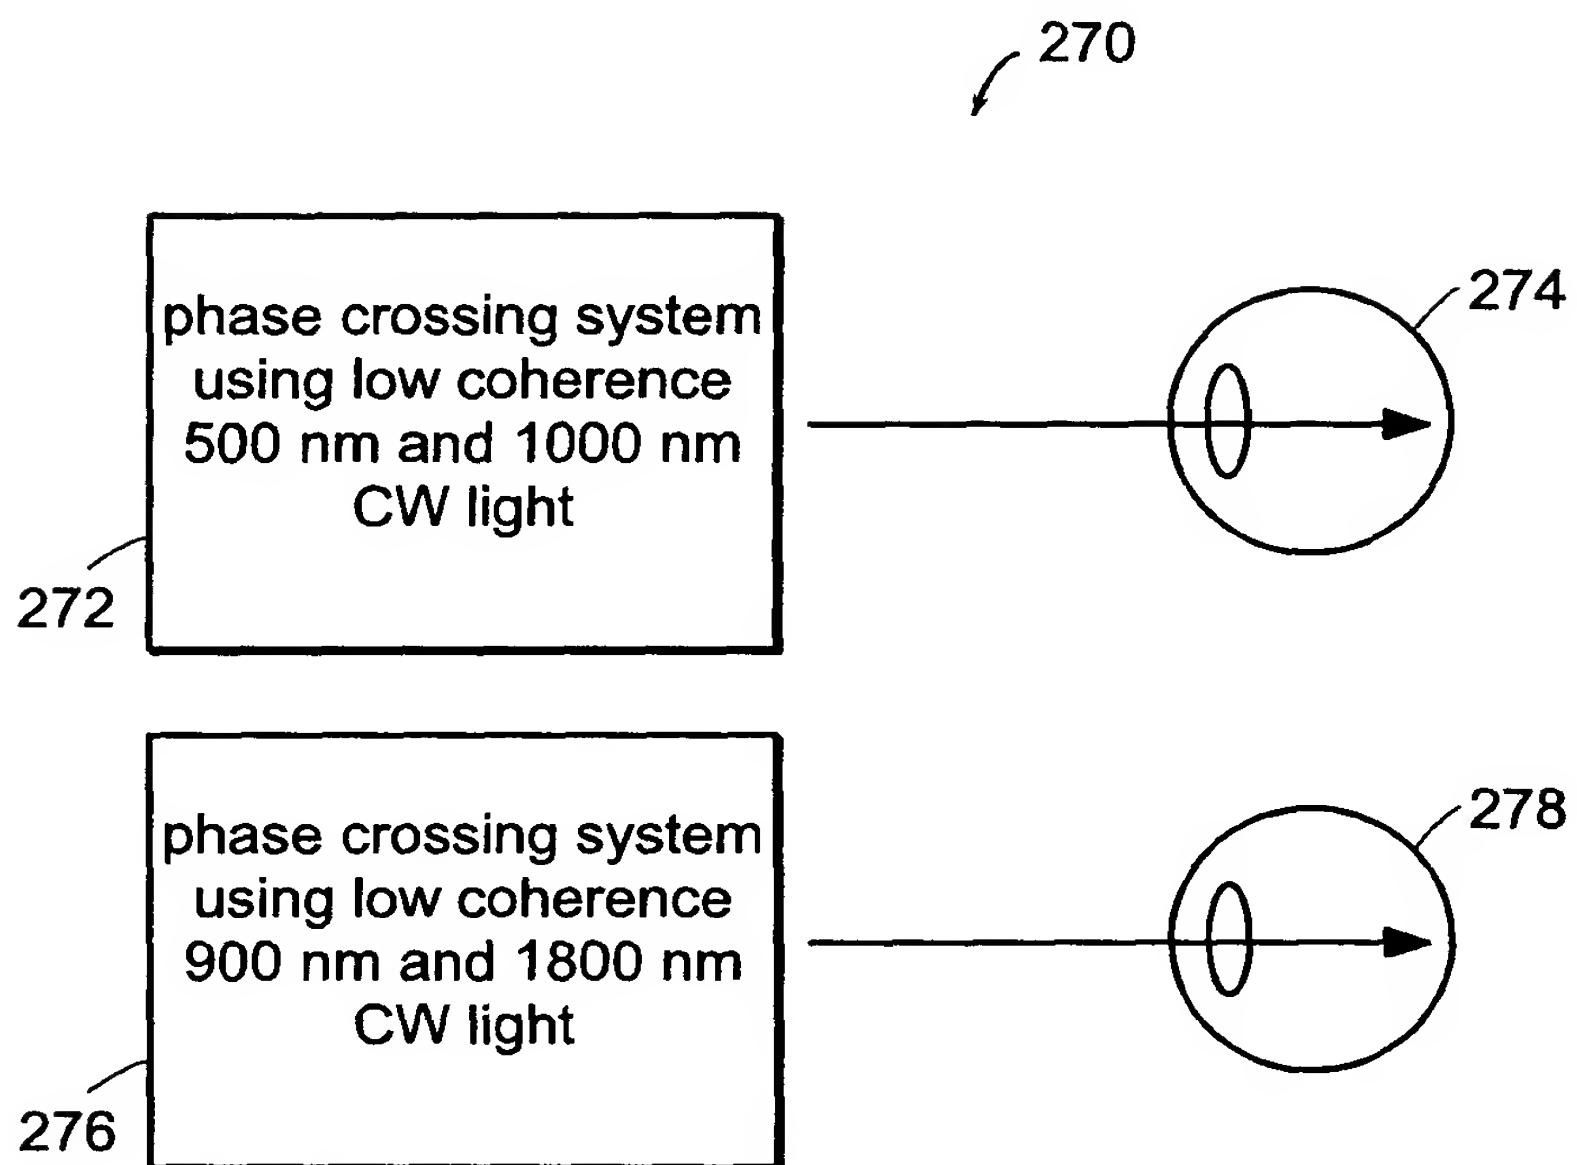 270
phase crossing system
using low coherence
500 nm and 1000 nm
CW light
272
274
phase crossing system
using low coherence
900 nm and 1800 nm
CW light
276
278